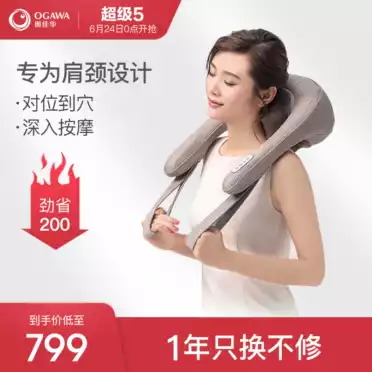 OGAWA
奥佳华
超级5
6月24日0点开抢
专为肩颈设计
·对位到穴
·深入按摩
劲省
200
到手价低至
799
1年只换不修